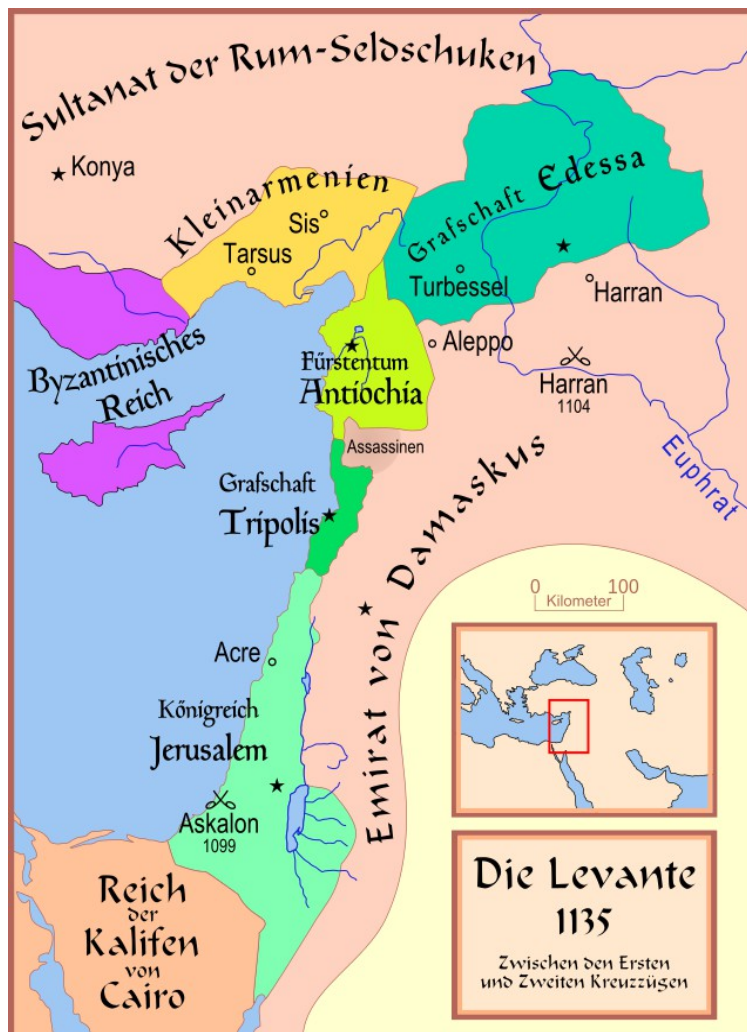 Sultanat der Rum-Seldschuken
Konya
Kleinarmenien
Sis
Tarsus
Grafschaft Edessa
Turbessel
Harran
Aleppo
Harran
1104
Byzantinisches
Reich
Fürstentum
Antiochia
Assassinen
Euphrat
Grafschaft
Tripolis
Emirat von Damaskus
0 100
Kilometer
Acre
Königreich
Jerusalem
Askalon
1099
Reich
der
Kalifen
von
Cairo
Die Levante
1135
Zwischen den Ersten
und Zweiten Kreuzzügen